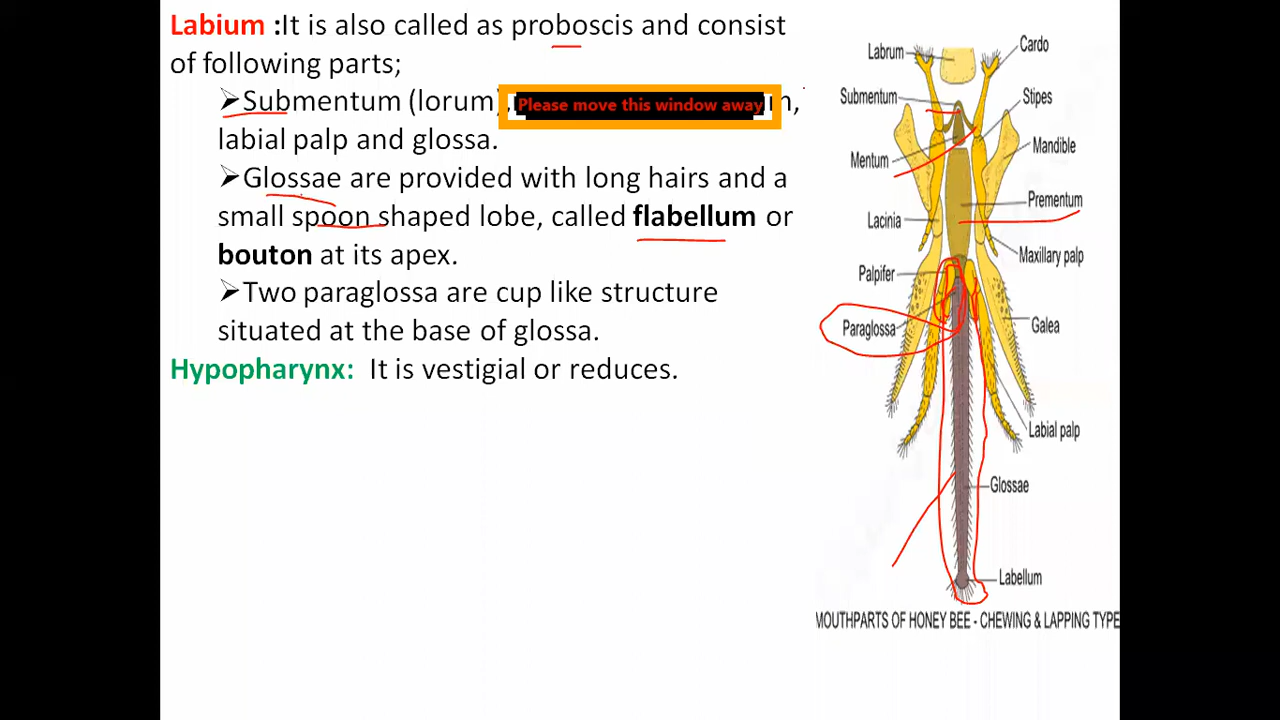 Labium :It is also called as proboscis and consist
of following parts;
➢Submentum (lorum),
Please move this window away
labial palp and glossa.
➢Glossae are provided with long hairs and a
small spoon shaped lobe, called flabellum or
bouton at its apex.
➢Two paraglossa are cup like structure
situated at the base of glossa.
Hypopharynx: It is vestigial or reduces.
Labrum
Cardo
Submentum
Stipes
Mandible
Mentum
Prementum
Lacinia
Maxillary palp
Palpifer
Paraglossa
Galea
Labial palp
Glossae
Labellum
MOUTHPARTS OF HONEY BEE - CHEWING & LAPPING TYPE